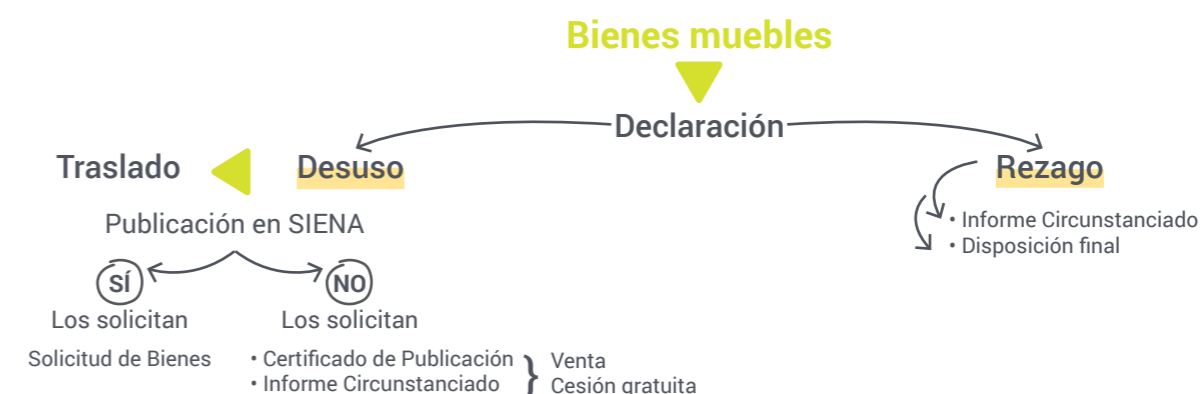 Bienes muebles
Declaración
Traslado
Desuso
Rezago
Publicación en SIENA
• Informe Circunstanciado
• Disposición final
SÍ
NO
Los solicitan
Los solicitan
Solicitud de Bienes
• Certificado de Publicación
• Informe Circunstanciado
} Venta
Cesión gratuita